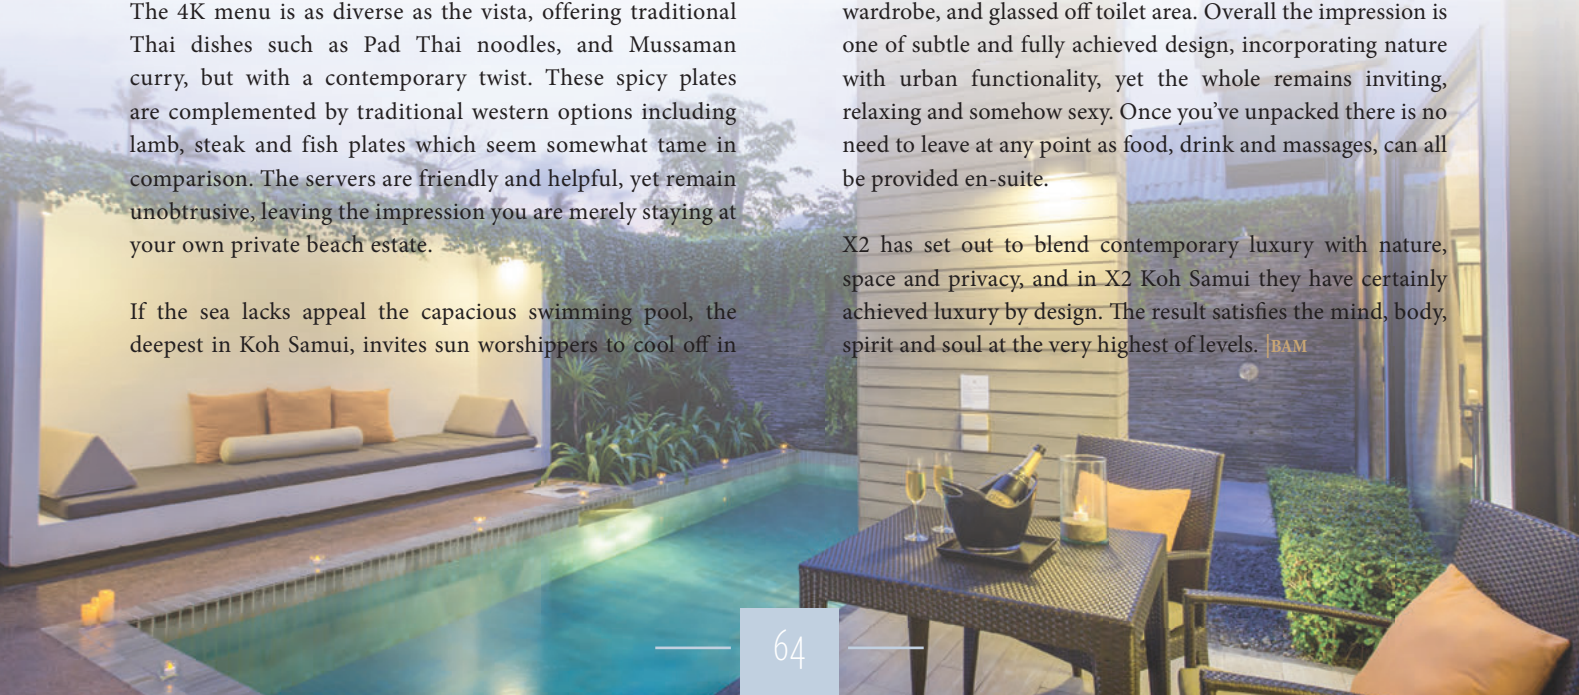 The 4K menu is as diverse as the vista, offering traditional
Thai dishes such as Pad Thai noodles, and Mussaman
curry, but with a contemporary twist. These spicy plates
are complemented by traditional western options including
lamb, steak and fish plates which seem somewhat tame in
comparison. The servers are friendly and helpful, yet remain
unobtrusive, leaving the impression you are merely staying at
your own private beach estate.
If the sea lacks appeal the capacious swimming pool, the
deepest in Koh Samui, invites sun worshippers to cool off in
wardrobe, and glassed off toilet area. Overall the impression is
one of subtle and fully achieved design, incorporating nature
with urban functionality, yet the whole remains inviting,
relaxing and somehow sexy. Once you’ve unpacked there is no
need to leave at any point as food, drink and massages, can all
be provided en-suite.
X2 has set out to blend contemporary luxury with nature,
space and privacy, and in X2 Koh Samui they have certainly
achieved luxury by design. The result satisfies the mind, body,
spirit and soul at the very highest of levels. |BAM
64